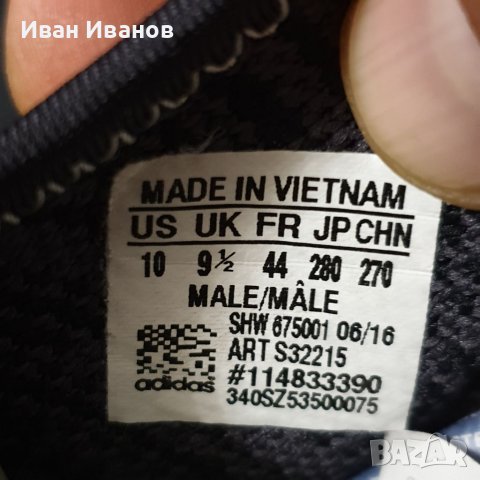 Иван Иванов
MADE IN VIETNAM
US UK FR JP CHN
10 9½ 44 280 270
MALE/MÂLE
SHW 675001 06/16
ART S32215
#114833390
adidas
340SZ53500075
BAZAR